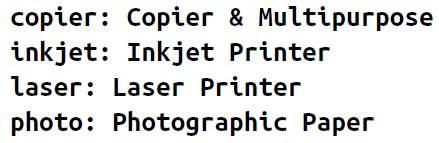 copier: Copier & Multipurpose
inkjet: Inkjet Printer
laser: Laser Printer
photo: Photographic Paper